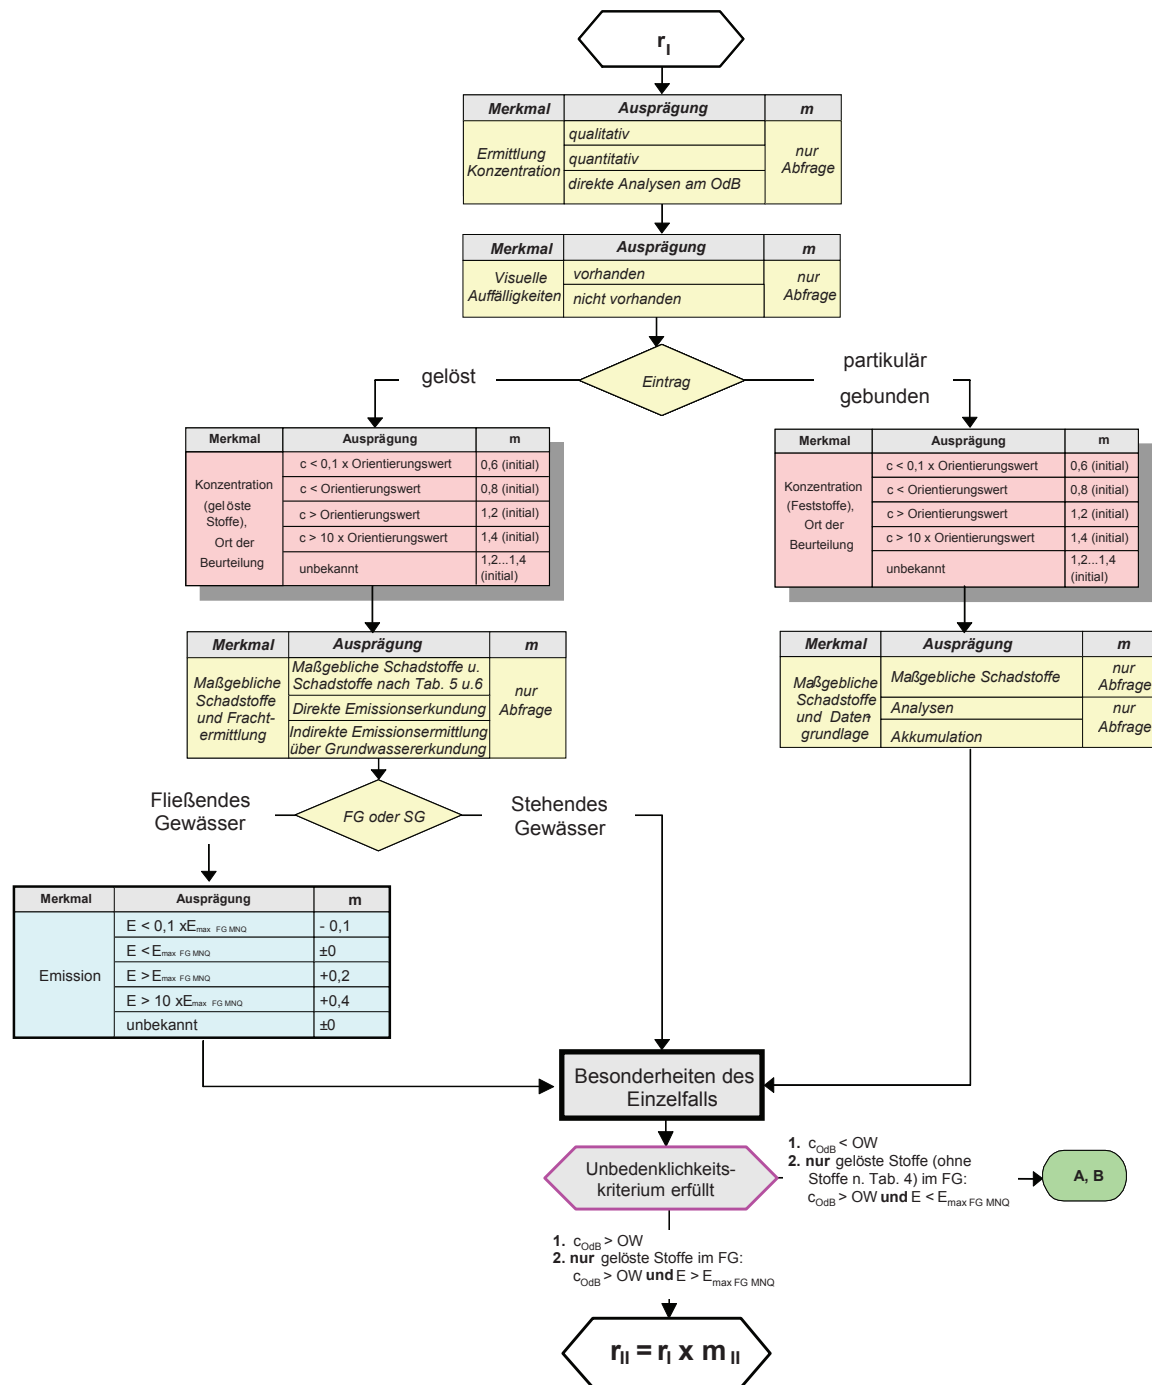 r_I
Merkmal Ausprägung m
Ermittlung Konzentration
qualitativ
quantitativ
direkte Analysen am OdB
nur
Abfrage
Merkmal Ausprägung m
Visuelle
Auffälligkeiten
vorhanden
nicht vorhanden
nur
Abfrage
Eintrag
gelöst
partikulär
gebunden
Merkmal Ausprägung m
Konzentration
(gel öste
Stoffe),
Ort der
Beurteilung
c < 0,1 x Orientierungswert 0,6 (initial)
c < Orientierungswert 0,8 (initial)
c > Orientierungswert 1,2 (initial)
c > 10 x Orientierungswert 1,4 (initial)
unbekannt 1,2...1,4
(initial)
Merkmal Ausprägung m
Konzentration
(Feststoffe),
Ort der
Beurteilung
c < 0,1 x Orientierungswert 0,6 (initial)
c < Orientierungswert 0,8 (initial)
c > Orientierungswert 1,2 (initial)
c > 10 x Orientierungswert 1,4 (initial)
unbekannt 1,2...1,4
(initial)
Merkmal Ausprägung m
Maßgebliche
Schadstoffe
und Fracht-
ermittlung
Maßgebliche Schadstoffe u.
Schadstoffe nach Tab. 5 u.6
Direkte Emissionserkundung
Indirekte Emissionsermittlung
über Grundwassererkundung
nur
Abfrage
Merkmal Ausprägung m
Maßgebliche
Schadstoffe
und Daten-
grundlage
Maßgebliche Schadstoffe
nur
Abfrage
Analysen
Akkumulation
nur
Abfrage
FG oder SG
Fließendes
Gewässer
Stehendes
Gewässer
Merkmal Ausprägung m
Emission
E < 0,1 xE_max FG MNQ - 0,1
E <E_max FG MNQ ±0
E >E_max FG MNQ +0,2
E > 10 xE_max FG MNQ +0,4
unbekannt ±0
Besonderheiten des
Einzelfalls
Unbedenklichkeits-
kriterium erfüllt
1. c_OdB < OW
2. nur gelöste Stoffe (ohne
Stoffe n. Tab. 4) im FG:
c_OdB > OW und E < E_max FG MNQ
A, B
1. c_OdB > OW
2. nur gelöste Stoffe im FG:
c_OdB > OW und E > E_max FG MNQ
r_II = r_I x m_II